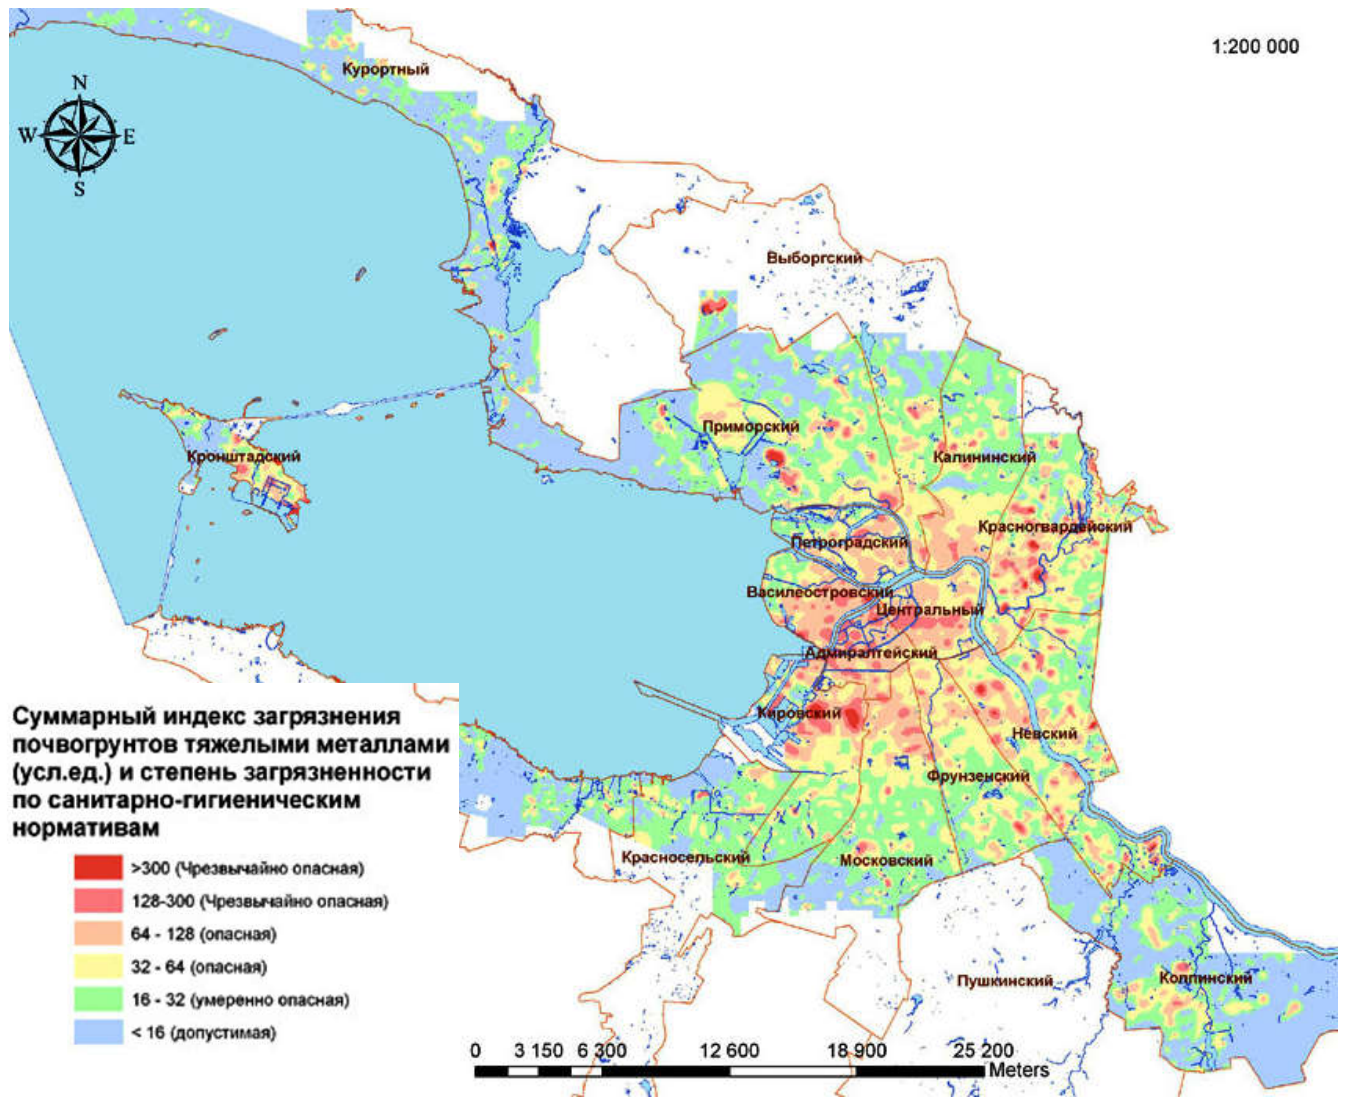 1:200 000
Курортный
N
W E
S
Выборгский
Приморский
Кронштадский
Калининский
Красногвардейский
Петроградский
Василеостровский
Центральный
Адмиралтейский
Кировский
Невский
Фрунзенский
Красносельский
Московский
Пушкинский
Колпинский
Суммарный индекс загрязнения
почвогрунтов тяжелыми металлами
(усл.ед.) и степень загрязненности
по санитарно-гигиеническим
нормативам
>300 (Чрезвычайно опасная)
128-300 (Чрезвычайно опасная)
64 - 128 (опасная)
32 - 64 (опасная)
16 - 32 (умеренно опасная)
< 16 (допустимая)
0 3 150 6 300 12 600 18 900 25 200
Meters